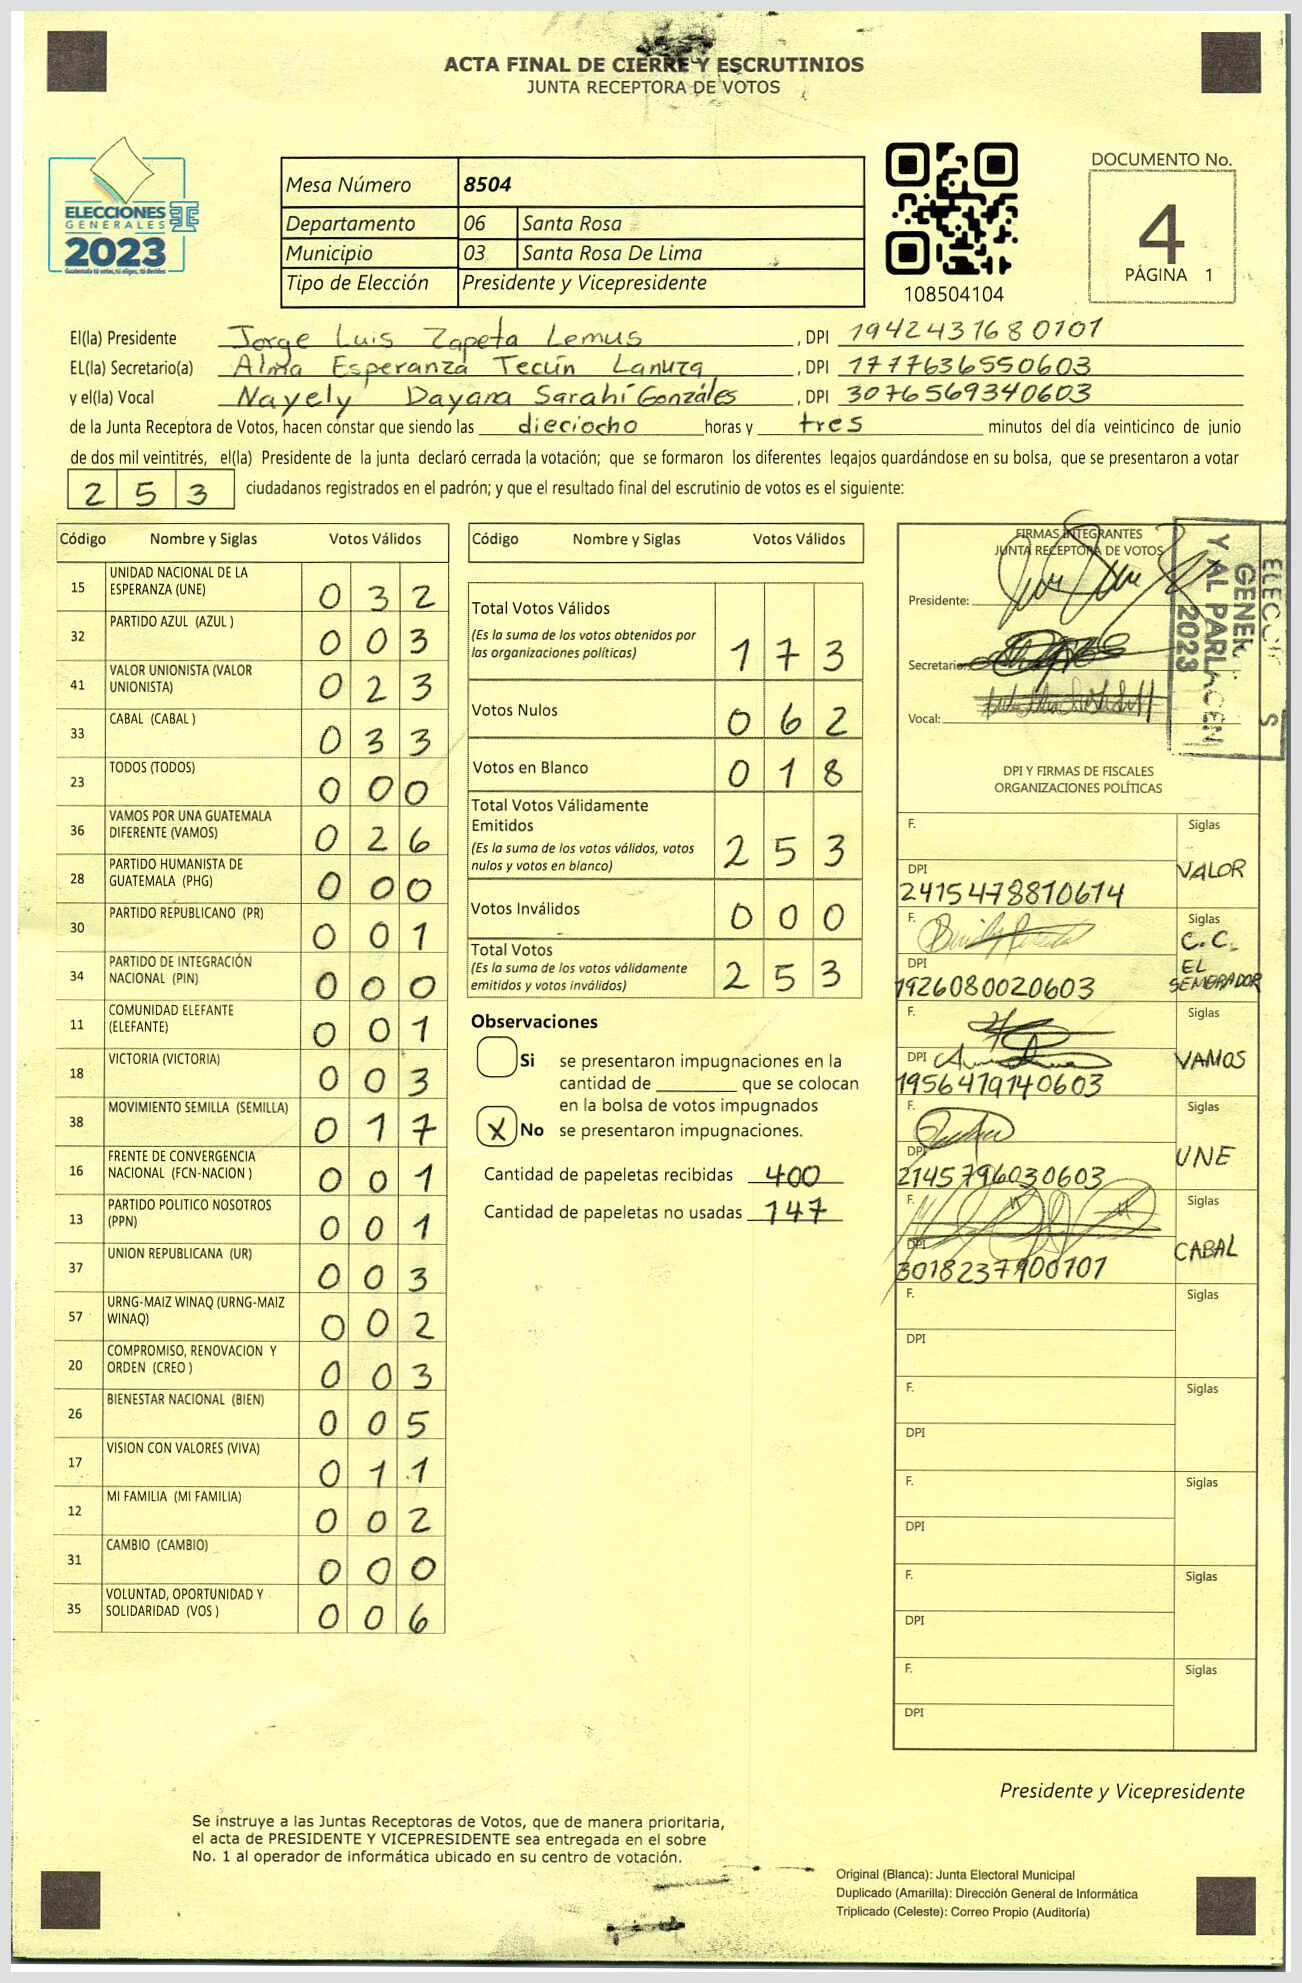 ACTA FINAL DE CIERRE Y ESCRUTINIOS
JUNTA RECEPTORA DE VOTOS
ELECCIONES
GENERALES
2023
Guatemala tú votas, tú eliges, tú decides
Mesa Número 8504
Departamento 06 Santa Rosa
Municipio 03 Santa Rosa De Lima
Tipo de Elección Presidente y Vicepresidente
108504104
DOCUMENTO No.
4
PÁGINA 1
El(la) Presidente Jorge Luis Zapeta Lemus, DPI 1942431680101
EL(la) Secretario(a) Alma Esperanza Tecún Lanuza, DPI 1777636550603
y el(la) Vocal Nayely Dayana Sarahí Gonzáles, DPI 3076569340603
de la Junta Receptora de Votos, hacen constar que siendo las dieciocho horas y tres minutos del día veinticinco de junio
de dos mil veintitrés, el(la) Presidente de la junta declaró cerrada la votación; que se formaron los diferentes legajos guardándose en su bolsa, que se presentaron a votar
253 ciudadanos registrados en el padrón; y que el resultado final del escrutinio de votos es el siguiente:
Código Nombre y Siglas Votos Válidos
15 UNIDAD NACIONAL DE LA ESPERANZA (UNE) 032
32 PARTIDO AZUL (AZUL ) 003
41 VALOR UNIONISTA (VALOR UNIONISTA) 023
33 CABAL (CABAL ) 033
23 TODOS (TODOS) 000
36 VAMOS POR UNA GUATEMALA DIFERENTE (VAMOS) 026
28 PARTIDO HUMANISTA DE GUATEMALA (PHG) 000
30 PARTIDO REPUBLICANO (PR) 001
34 PARTIDO DE INTEGRACIÓN NACIONAL (PIN) 000
11 COMUNIDAD ELEFANTE (ELEFANTE) 001
18 VICTORIA (VICTORIA) 003
38 MOVIMIENTO SEMILLA (SEMILLA) 017
16 FRENTE DE CONVERGENCIA NACIONAL (FCN-NACION ) 001
13 PARTIDO POLITICO NOSOTROS (PPN) 001
37 UNION REPUBLICANA (UR) 003
57 URNG-MAIZ WINAQ (URNG-MAIZ WINAQ) 002
20 COMPROMISO, RENOVACION Y ORDEN (CREO ) 003
26 BIENESTAR NACIONAL (BIEN) 005
17 VISION CON VALORES (VIVA) 011
12 MI FAMILIA (MI FAMILIA) 002
31 CAMBIO (CAMBIO) 000
35 VOLUNTAD, OPORTUNIDAD Y SOLIDARIDAD (VOS ) 006
Código Nombre y Siglas Votos Válidos
Total Votos Válidos 173
(Es la suma de los votos obtenidos por
las organizaciones políticas)
Votos Nulos 062
Votos en Blanco 018
Total Votos Válidamente
Emitidos 253
(Es la suma de los votos válidos, votos
nulos y votos en blanco)
Votos Inválidos 000
Total Votos 253
(Es la suma de los votos válidamente
emitidos y votos inválidos)
Observaciones
Si se presentaron impugnaciones en la
cantidad de ________ que se colocan
en la bolsa de votos impugnados
X No se presentaron impugnaciones.
Cantidad de papeletas recibidas 400
Cantidad de papeletas no usadas 147
FIRMAS INTEGRANTES
JUNTA RECEPTORA DE VOTOS
Presidente:
Secretario
Vocal:
GENER
Y AL PARLACEN
2023
DPI Y FIRMAS DE FISCALES
ORGANIZACIONES POLÍTICAS
F. Siglas VALOR
DPI 2415478810614
F. Siglas C.C. EL SEMBRADOR
DPI 1926080020603
F. Siglas VAMOS
DPI 1956419140603
F. Siglas UNE
DPI 2145796030603
F. Siglas CABAL
DPI 3018237900101
F. Siglas
DPI
F. Siglas
DPI
F. Siglas
DPI
F. Siglas
DPI
F. Siglas
DPI
Presidente y Vicepresidente
Se instruye a las Juntas Receptoras de Votos, que de manera prioritaria,
el acta de PRESIDENTE Y VICEPRESIDENTE sea entregada en el sobre
No. 1 al operador de informática ubicado en su centro de votación.
Original (Blanca): Junta Electoral Municipal
Duplicado (Amarilla): Dirección General de Informática
Triplicado (Celeste): Correo Propio (Auditoría)